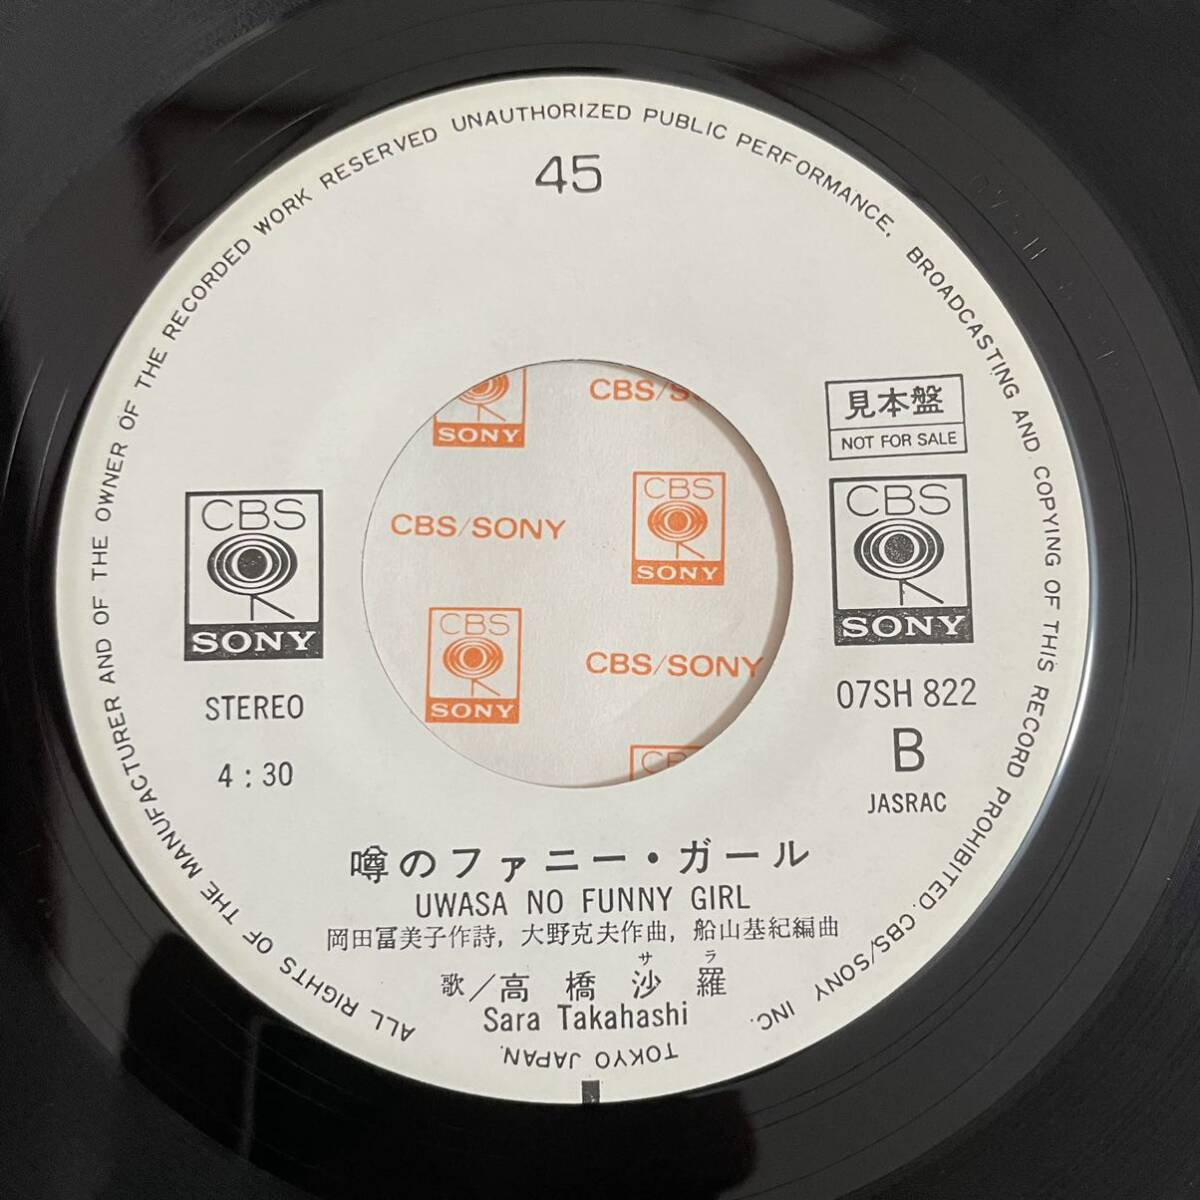 ALL RIGHTS OF THE MANUFACTURER AND OF THE OWNER OF THE RECORDED WORK RESERVED UNAUTHORIZED PUBLIC PERFORMANCE, BROADCASTING AND COPYING OF THIS RECORD PROHIBITED. CBS/SONY INC.
TOKYO JAPAN.
45
見本盤
NOT FOR SALE
CBS
SONY
CBS
SONY
SONY
CBS/S
CBS/SONY
CBS
SONY
CBS
SONY
CBS/SONY
STEREO
4:30
07SH 822
B
JASRAC
噂のファニー・ガール
UWASA NO FUNNY GIRL
岡田冨美子作詩, 大野克夫作曲, 船山基紀編曲
サラ
歌／高橋沙羅
Sara Takahashi